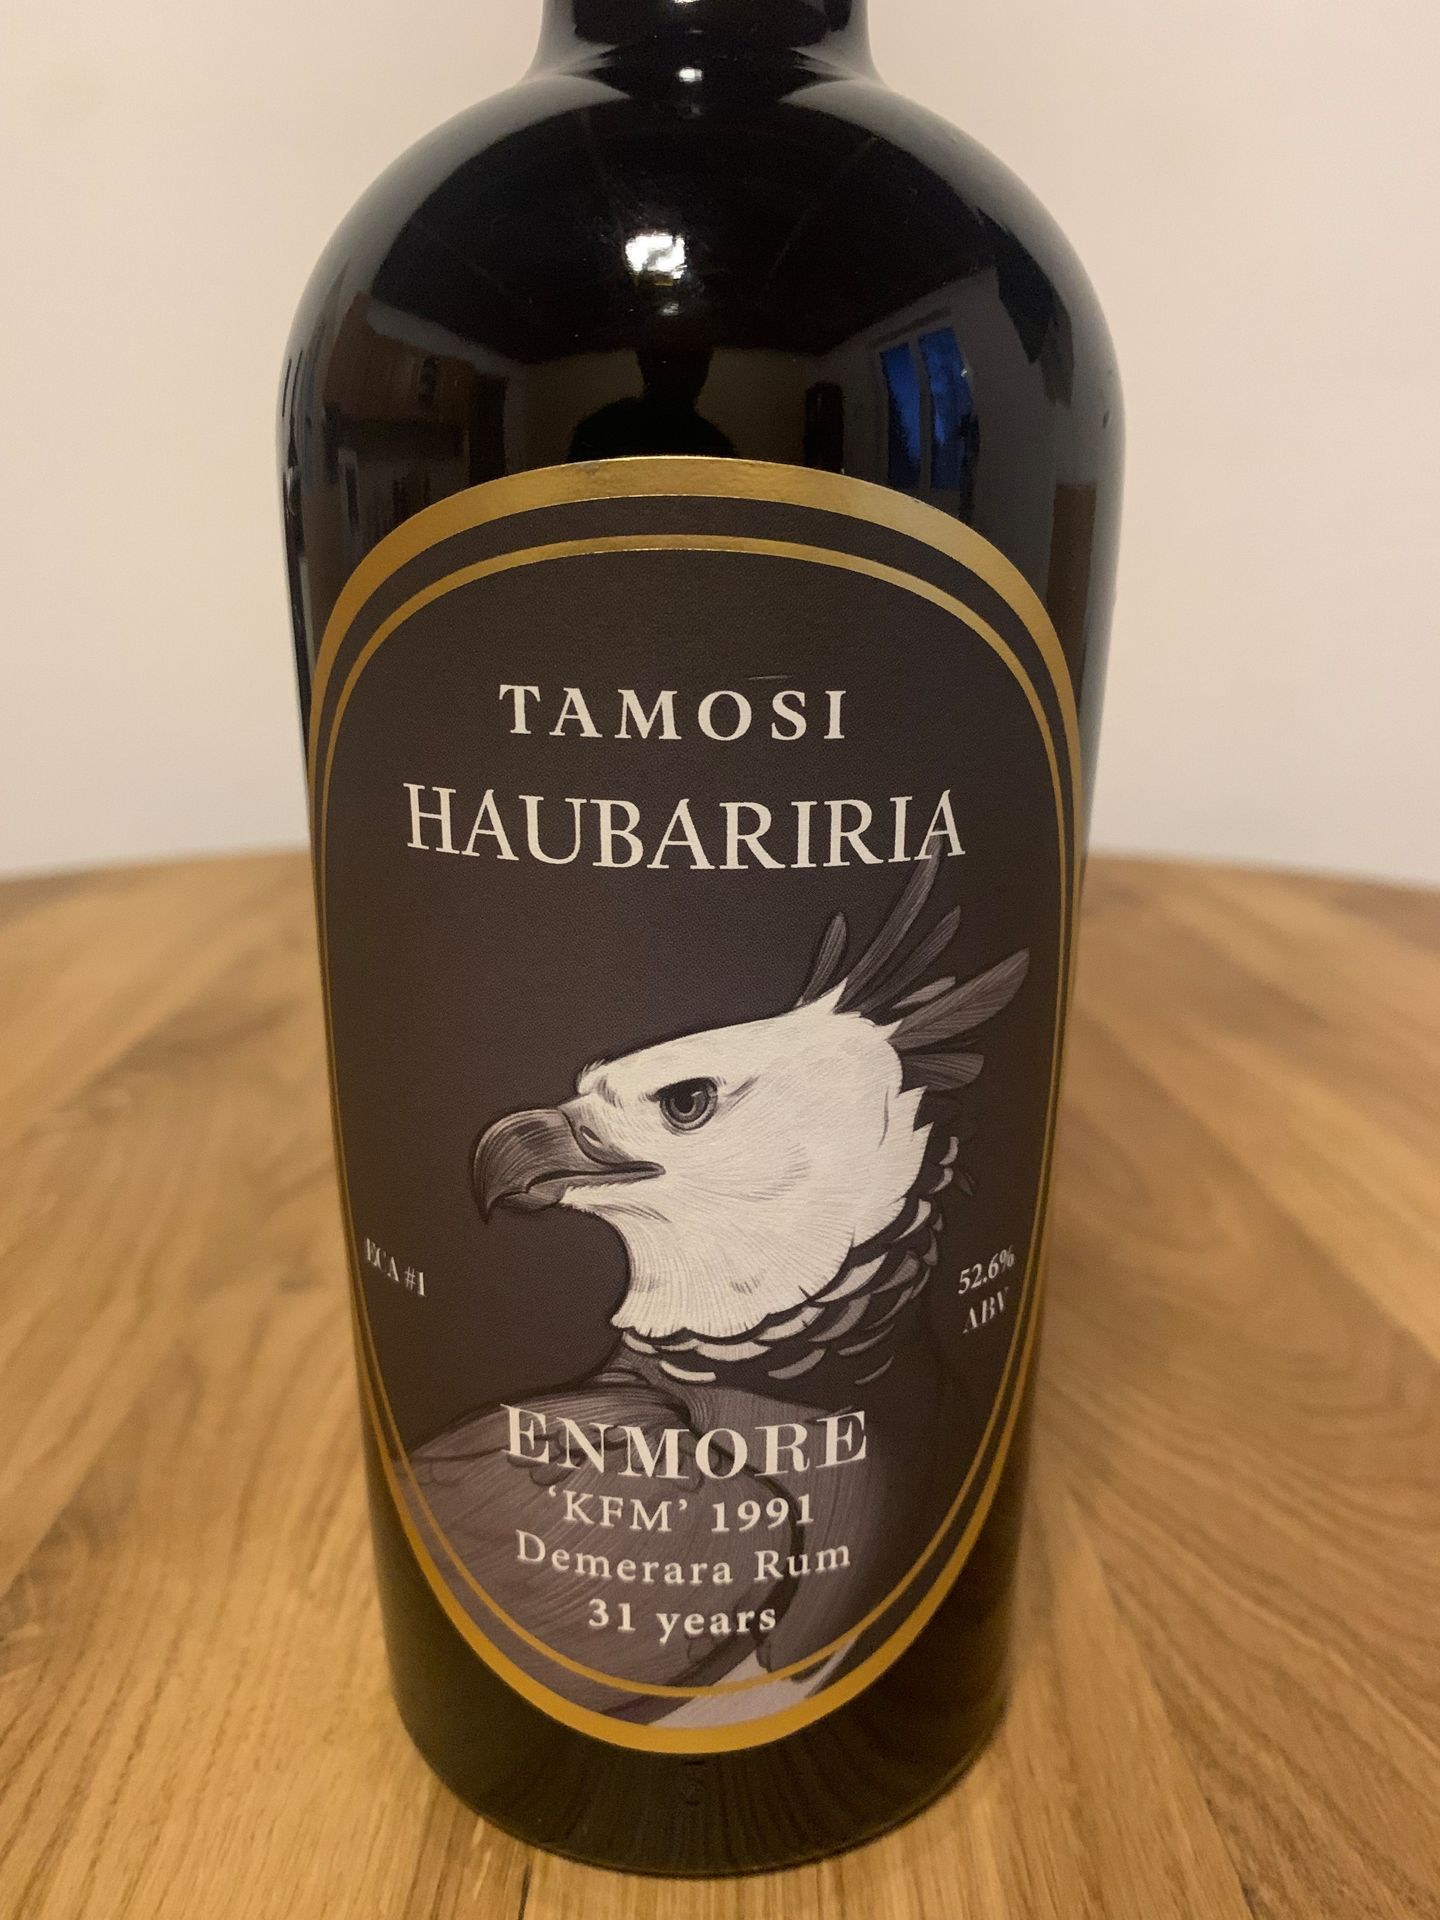 TAMOSI
HAUBARIRIA
ECA #1
52.6%
ABV
ENMORE
‘KFM’ 1991
Demerara Rum
31 years